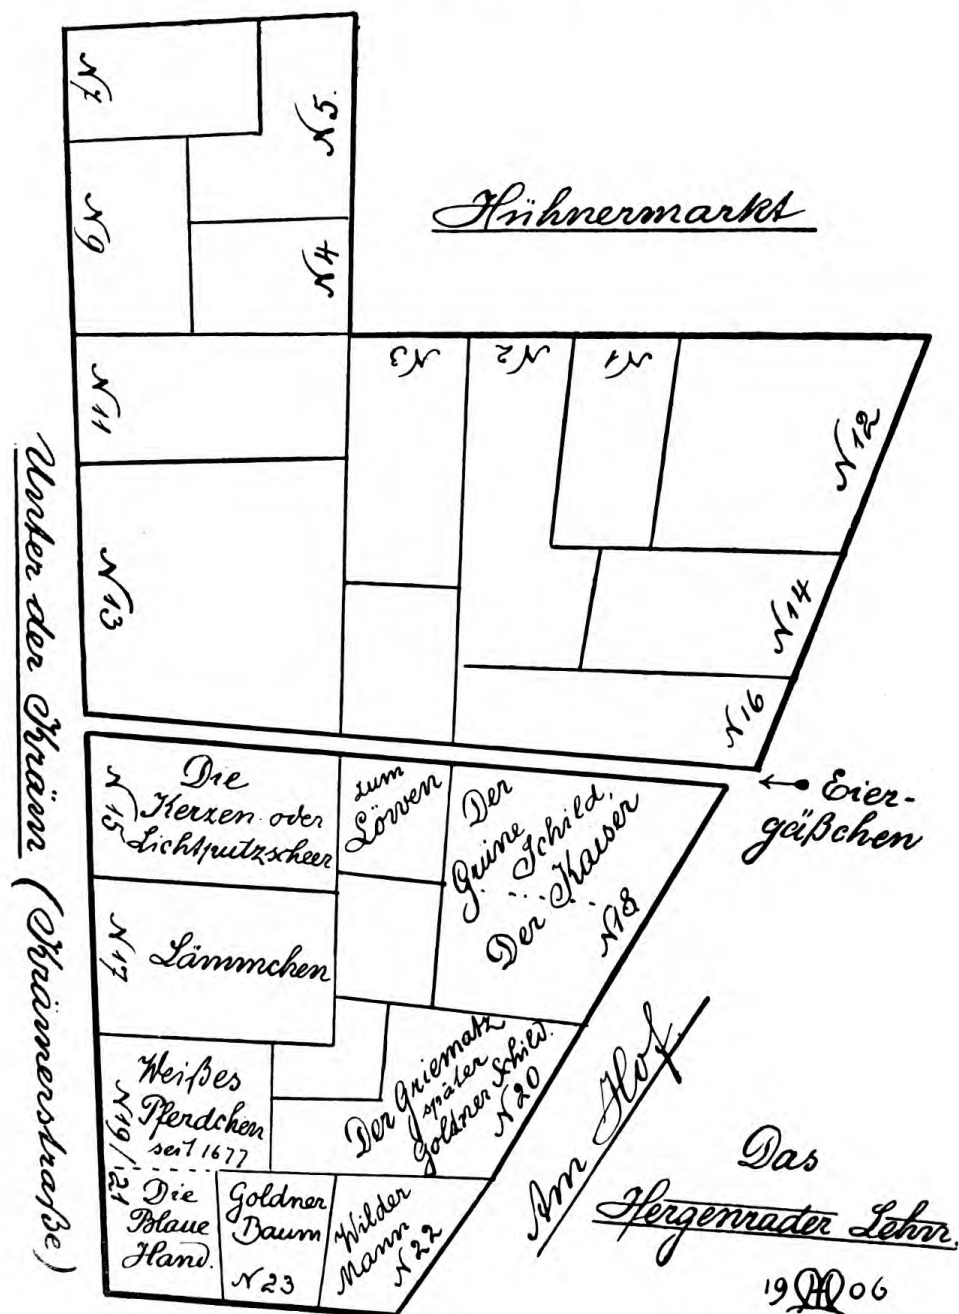 N 7
N 5.
N 9
N 4
Hühnermarkt
N 11
N 3
N 2
N 1
N 12
N 13
N 14
N 16
Unter der Kräm (Krämerstraße)
Eier-
gäßchen
N 15
Die
Kerzen oder
Lichtputzscheer
zum
Löwen
Der
Grüne
Schild,
Der Kaiser
N 18
N 17
Lämmchen
Weißes
Pferdchen
seit 1677
N 19/21
Der Griematz
später
Goldner Schild.
N 20
Die
Blaue
Hand.
Goldner
Baum
N 23
Wilder
Mann
N 22
Am Hof.
Das
Hergenrader Lehn.
19 06